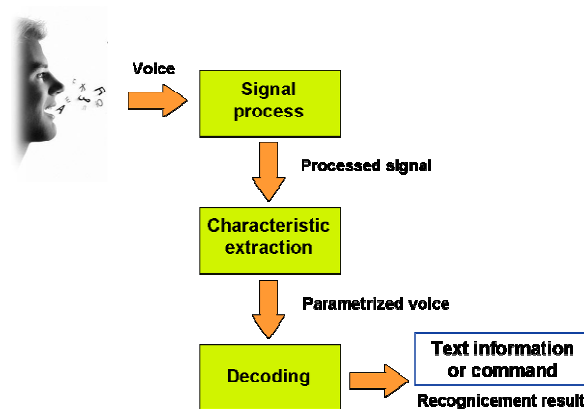 Voice
Signal
process
Processed signal
Characteristic
extraction
Parametrized voice
Decoding
Text information
or command
Recognicement result